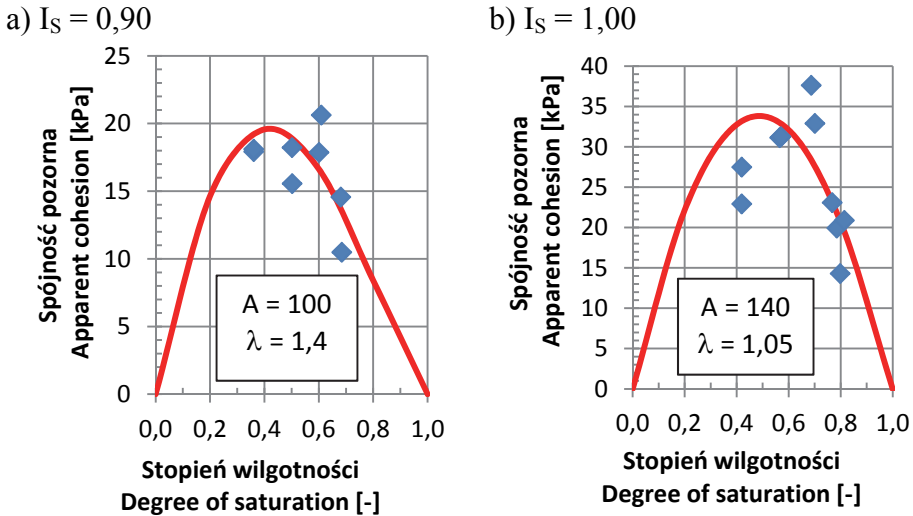 a) I_S = 0,90
25
20
15
10
5
0
0,0 0,2 0,4 0,6 0,8 1,0
Spójność pozorna
Apparent cohesion [kPa]
A = 100
λ = 1,4
Stopień wilgotności
Degree of saturation [-]
b) I_S = 1,00
40
35
30
25
20
15
10
5
0
0,0 0,2 0,4 0,6 0,8 1,0
Spójność pozorna
Apparent cohesion [kPa]
A = 140
λ = 1,05
Stopień wilgotności
Degree of saturation [-]